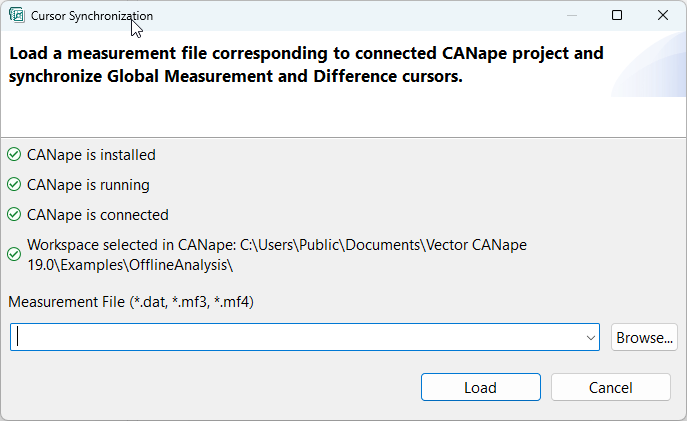 Cursor Synchronization
Load a measurement file corresponding to connected CANape project and
synchronize Global Measurement and Difference cursors.
CANape is installed
CANape is running
CANape is connected
Workspace selected in CANape: C:\Users\Public\Documents\Vector CANape
19.0\Examples\OfflineAnalysis\
Measurement File (*.dat, *.mf3, *.mf4)
Browse...
Load
Cancel